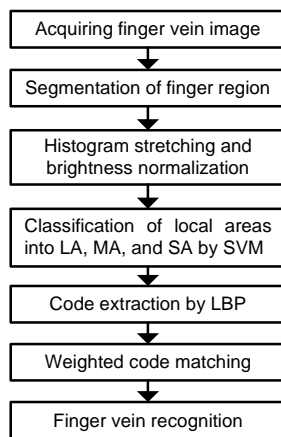 Acquiring finger vein image
Segmentation of finger region
Histogram stretching and
brightness normalization
Classification of local areas
into LA, MA, and SA by SVM
Code extraction by LBP
Weighted code matching
Finger vein recognition